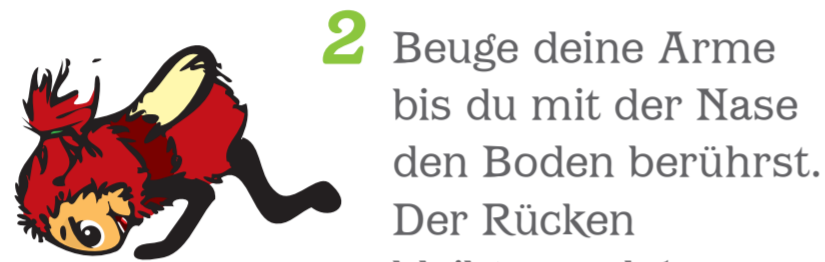 2 Beuge deine Arme
bis du mit der Nase
den Boden berührst.
Der Rücken